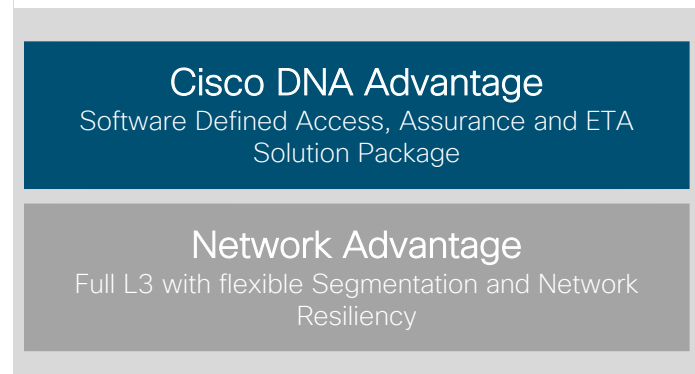 Cisco DNA Advantage
Software Defined Access, Assurance and ETA
Solution Package
Network Advantage
Full L3 with flexible Segmentation and Network
Resiliency